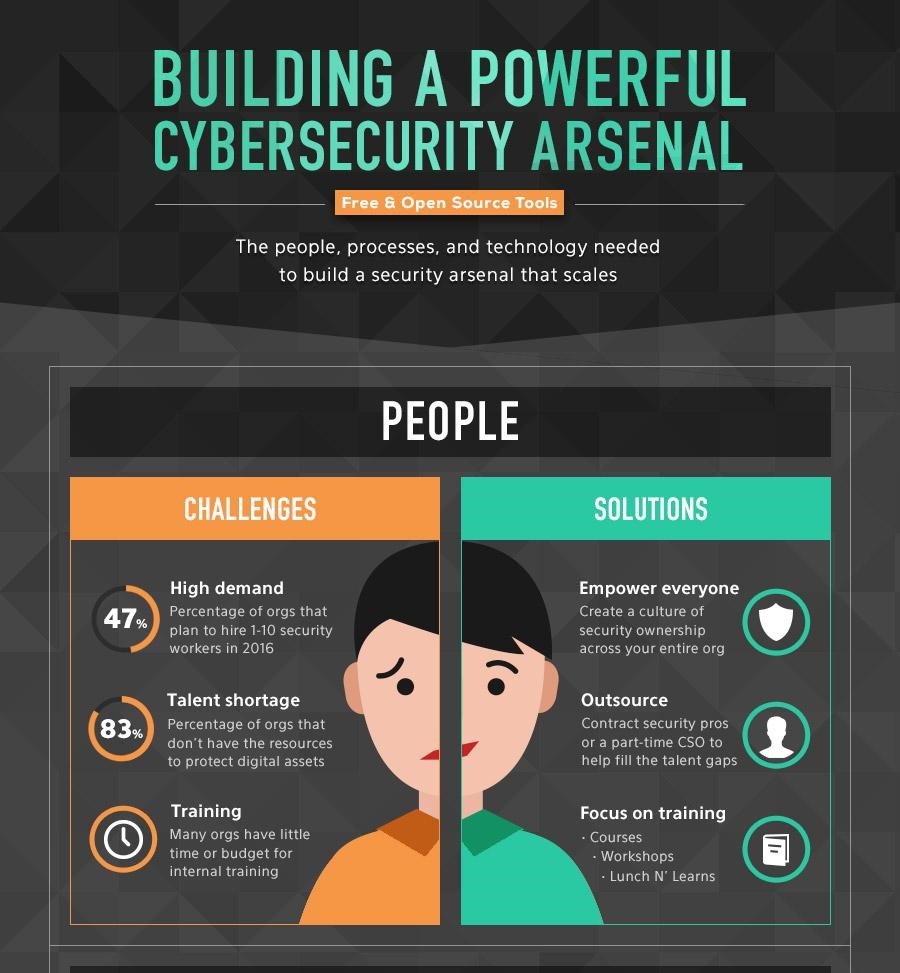 BUILDING A POWERFUL
CYBERSECURITY ARSENAL
Free & Open Source Tools
The people, processes, and technology needed
to build a security arsenal that scales
PEOPLE
CHALLENGES
47%
High demand
Percentage of orgs that
plan to hire 1-10 security
workers in 2016
83%
Talent shortage
Percentage of orgs that
don't have the resources
to protect digital assets
Training
Many orgs have little
time or budget for
internal training
SOLUTIONS
Empower everyone
Create a culture of
security ownership
across your entire org
Outsource
Contract security pros
or a part-time CSO to
help fill the talent gaps
Focus on training
· Courses
· Workshops
· Lunch N' Learns